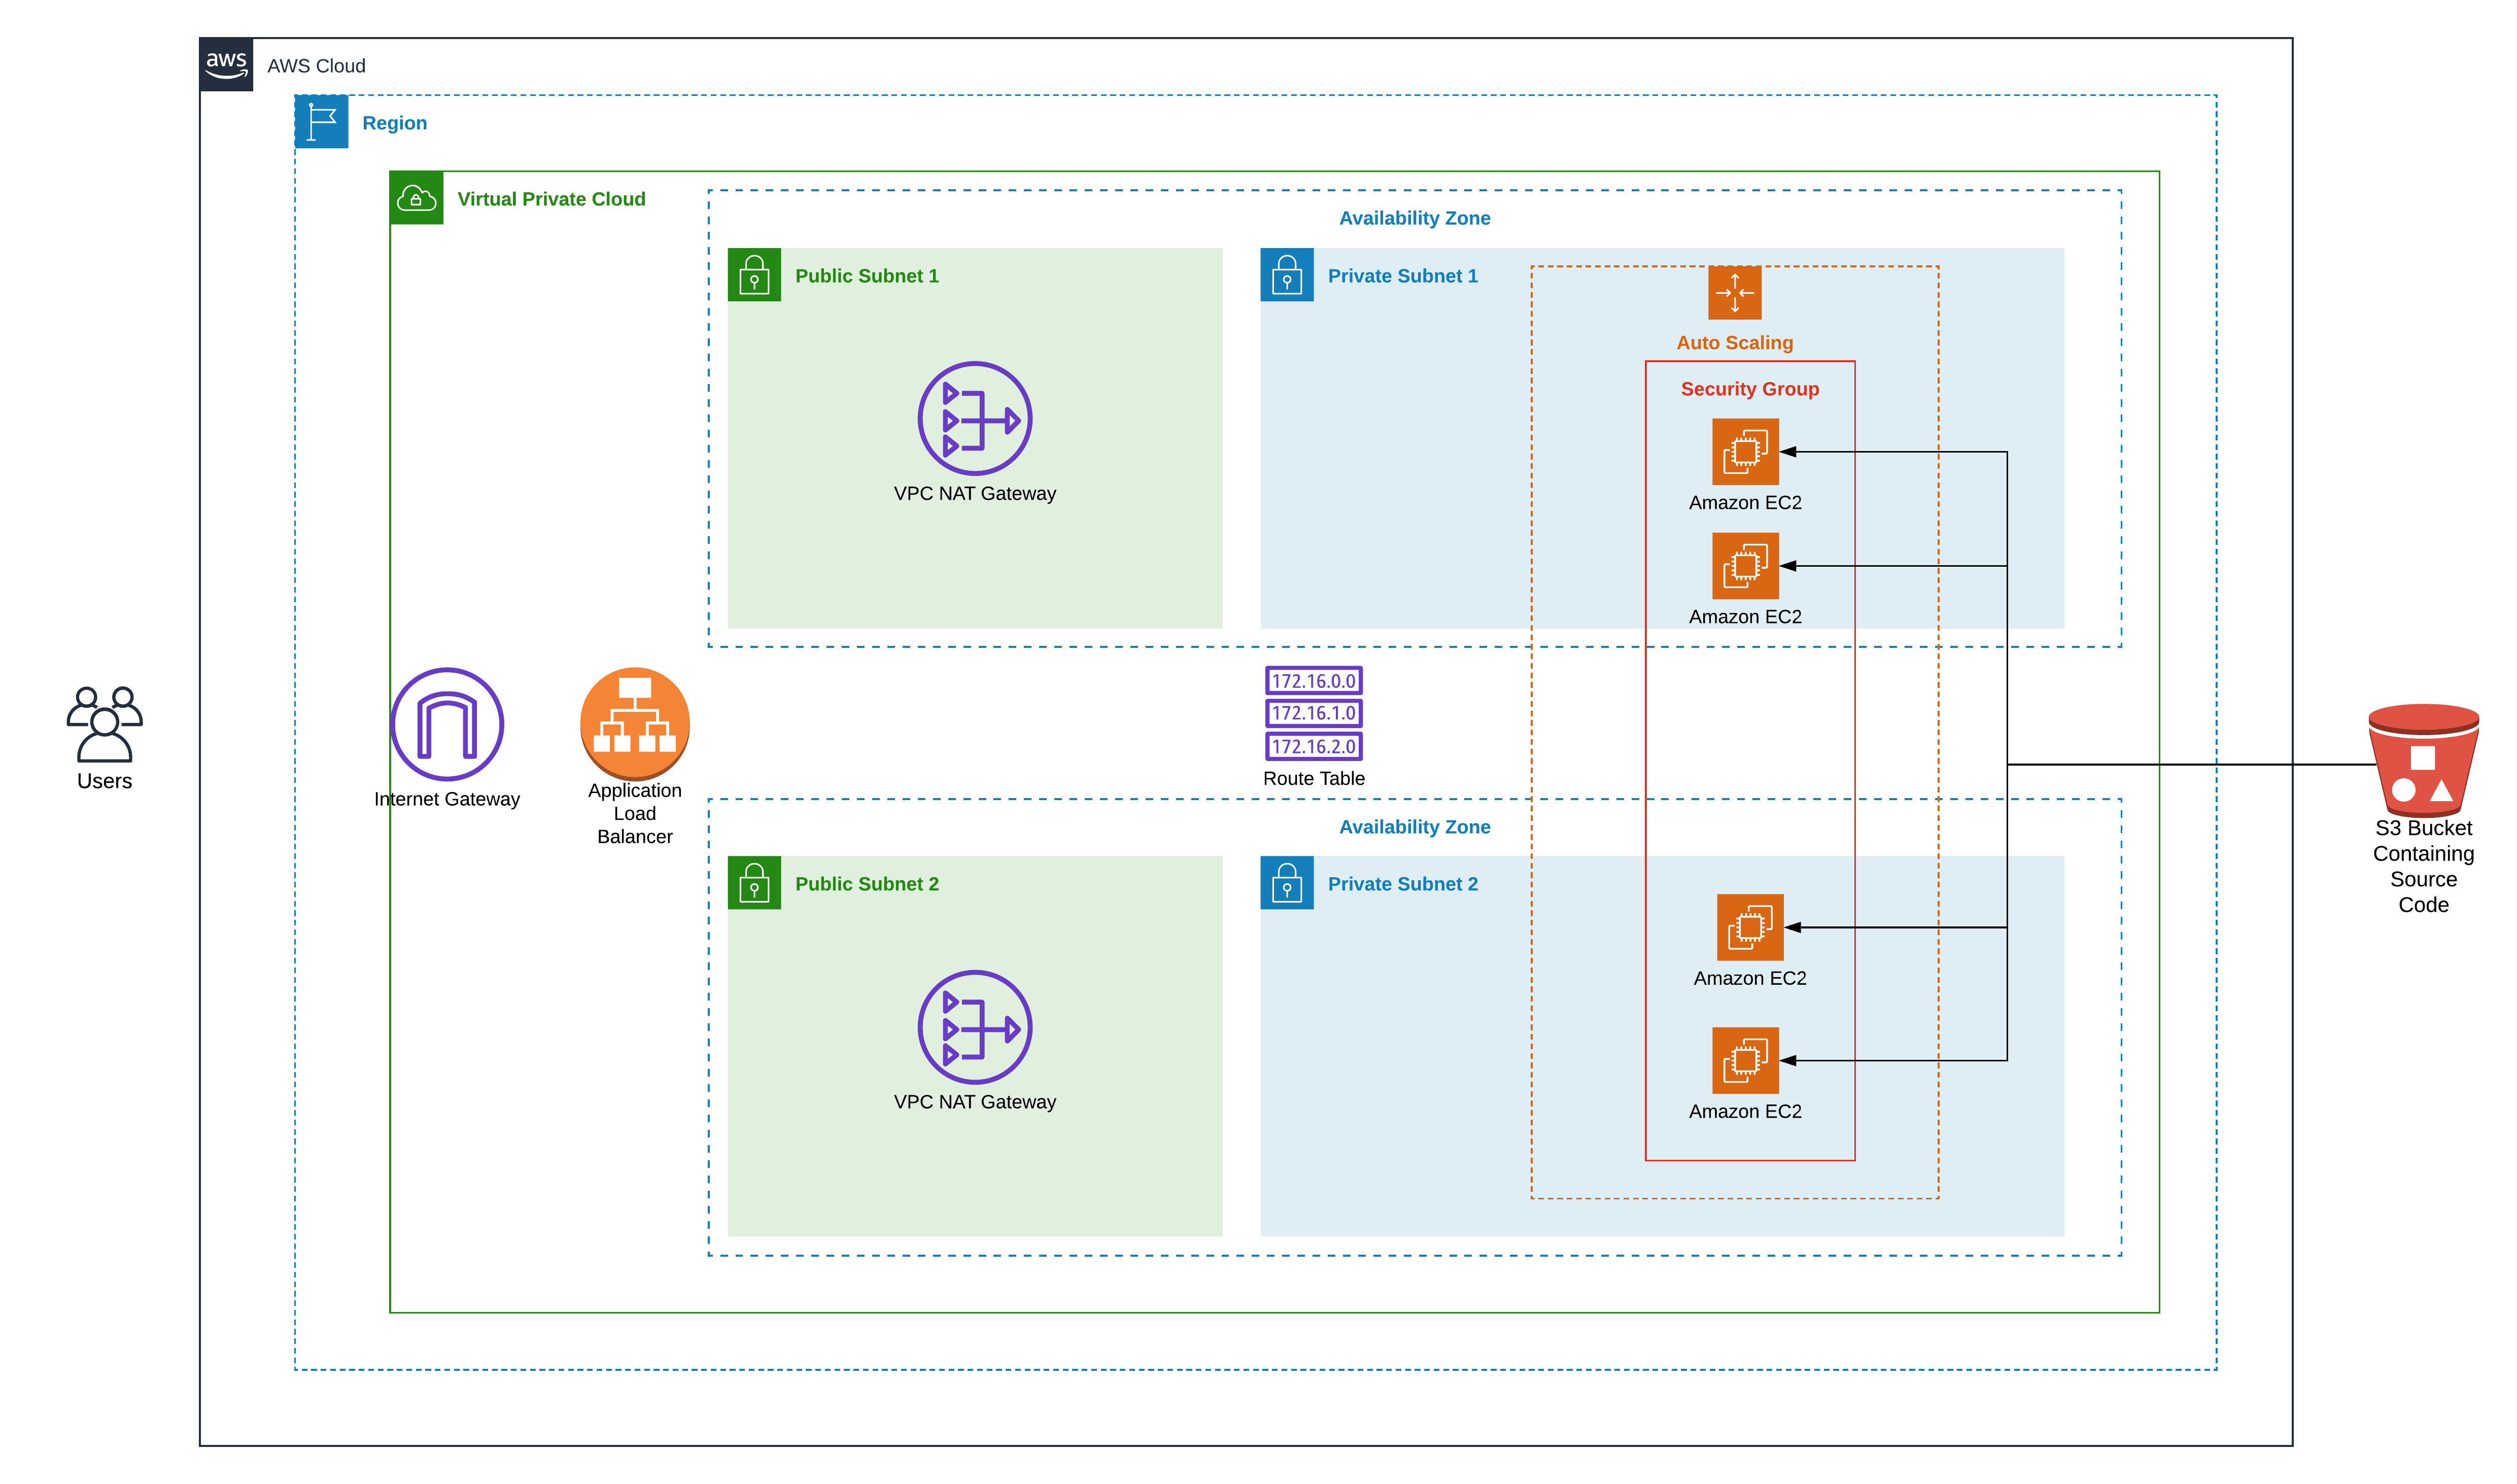 aws
AWS Cloud
Region
Virtual Private Cloud
Availability Zone
Public Subnet 1
Private Subnet 1
Auto Scaling
Security Group
VPC NAT Gateway
Amazon EC2
Amazon EC2
172.16.0.0
172.16.1.0
172.16.2.0
Route Table
Users
Internet Gateway
Application
Load
Balancer
S3 Bucket
Containing
Source
Code
Availability Zone
Public Subnet 2
Private Subnet 2
VPC NAT Gateway
Amazon EC2
Amazon EC2